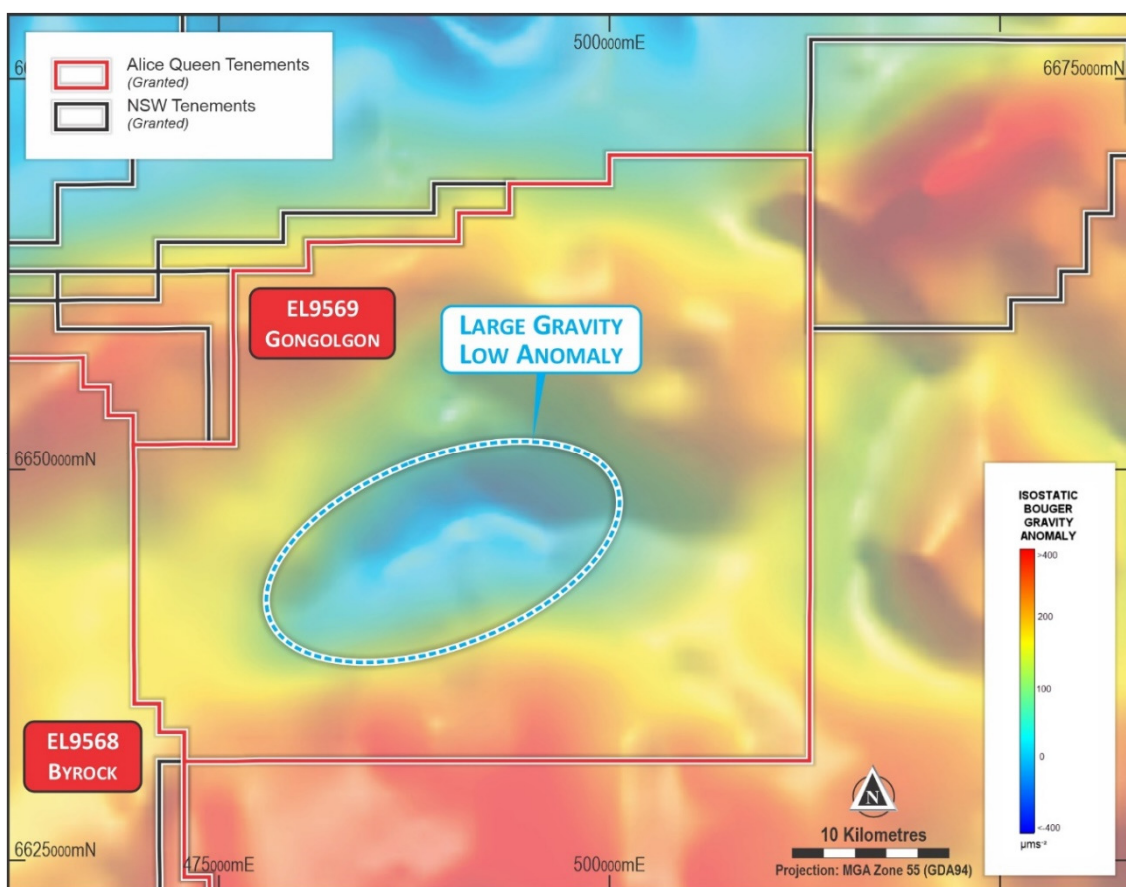 Alice Queen Tenements
(Granted)
NSW Tenements
(Granted)
500000mE
6675000mN
EL9569
GONGOLGON
LARGE GRAVITY
LOW ANOMALY
6650000mN
ISOSTATIC
BOUGER
GRAVITY
ANOMALY
>400
200
100
0
<-400
µms⁻²
EL9568
BYROCK
N
10 Kilometres
Projection: MGA Zone 55 (GDA94)
6625000mN
475000mE
500000mE